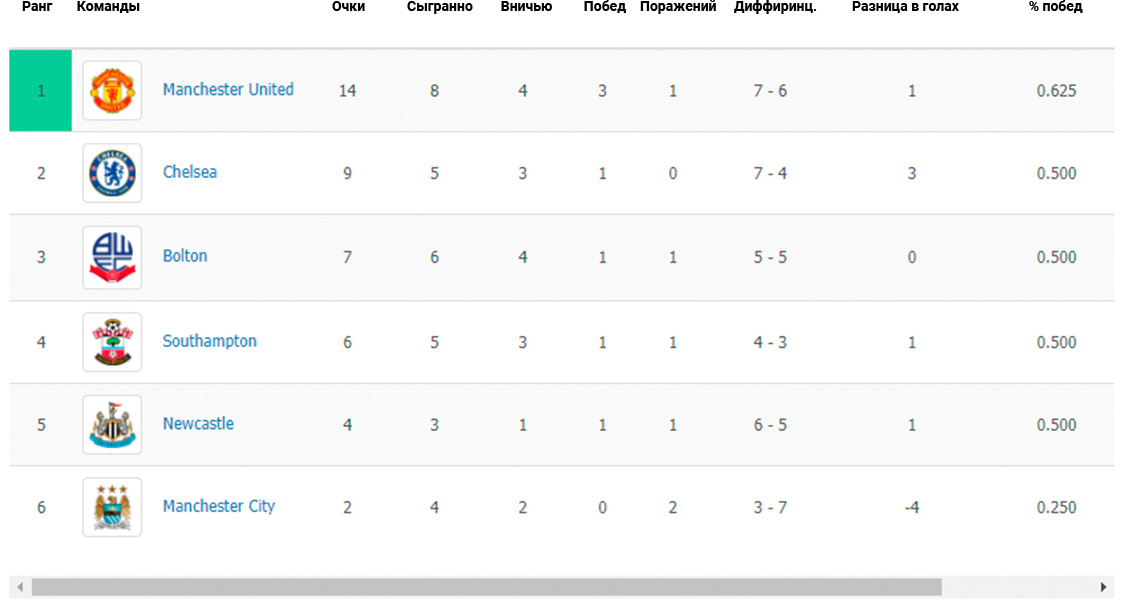 Ранг Команды Очки Сыгранно Вничью Побед Поражений Диффиринц. Разница в голах % побед
1 Manchester United 14 8 4 3 1 7 - 6 1 0.625
2 Chelsea 9 5 3 1 0 7 - 4 3 0.500
3 Bolton 7 6 4 1 1 5 - 5 0 0.500
4 Southampton 6 5 3 1 1 4 - 3 1 0.500
5 Newcastle 4 3 1 1 1 6 - 5 1 0.500
6 Manchester City 2 4 2 0 2 3 - 7 -4 0.250